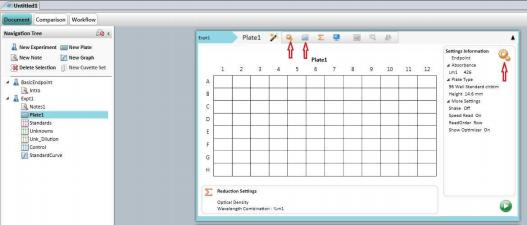 Untitled1
Document Comparison Workflow
Navigation Tree
New Experiment New Plate
New Note New Graph
Delete Selection New Cuvette Set
BasicEndpoint
Intro
Expt1
Notes1
Plate1
Standards
Unknowns
Unk_Dilution
Control
StandardCurve
Expt1 Plate1
Plate1
1 2 3 4 5 6 7 8 9 10 11 12
A
B
C
D
E
F
G
H
Settings Information
Endpoint
Absorbance
Lm1 426
Plate Type
96 Well Standard clrbtm
Height 14.6 mm
More Settings
Shake Off
Speed Read On
ReadOrder Row
Show Optimizer On
Reduction Settings
Optical Density
Wavelength Combination : !Lm1